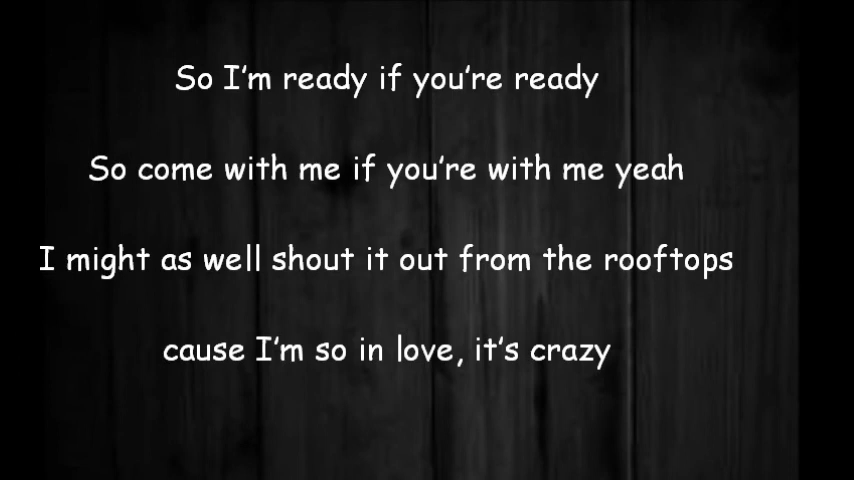 So I'm ready if you're ready
So come with me if you're with me yeah
I might as well shout it out from the rooftops
cause I'm so in love, it's crazy